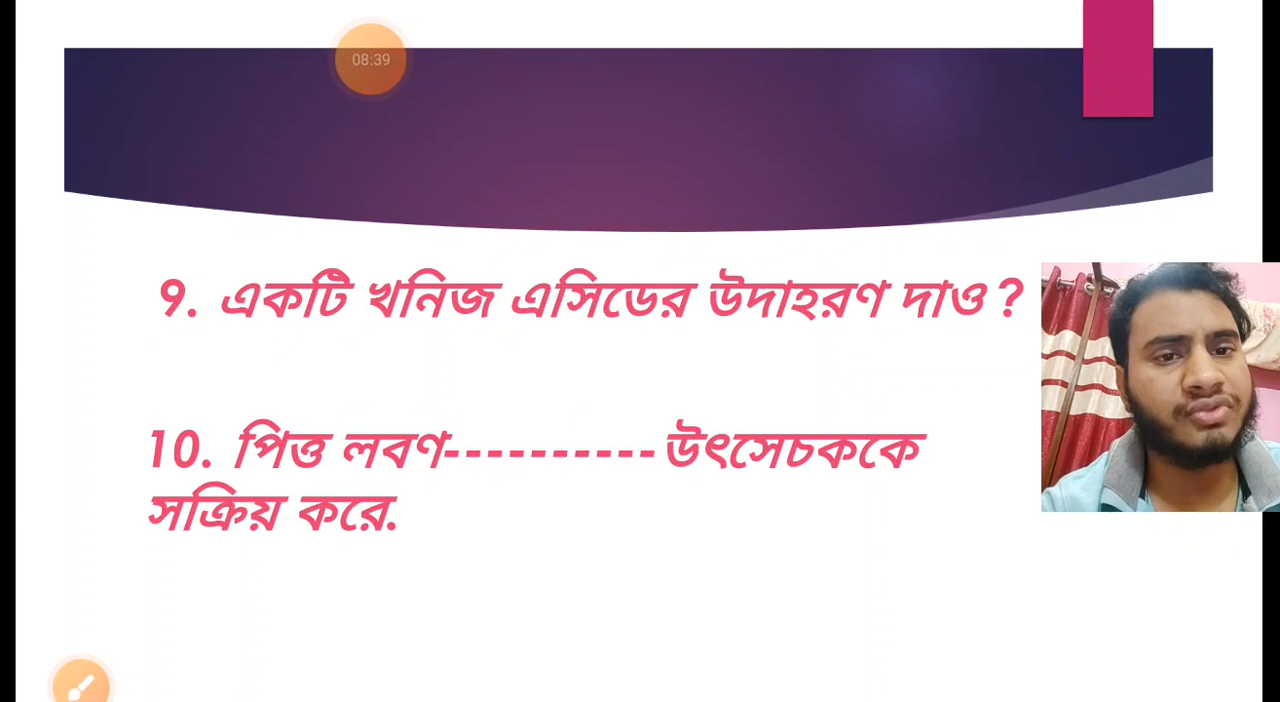 08:39
9. একটি খনিজ এসিডের উদাহরণ দাও ?
10. পিত্ত লবণ----------উৎসেচককে
সক্রিয় করে.